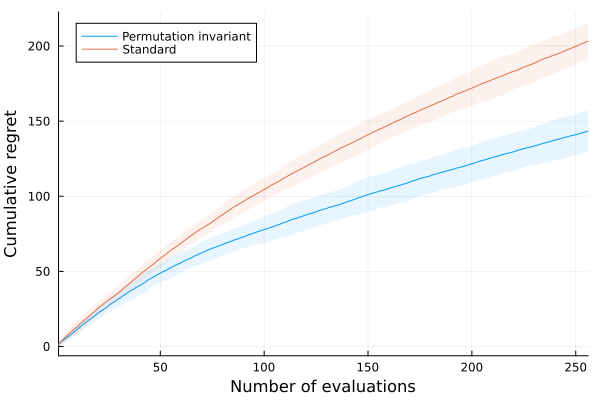 Permutation invariant
Standard
Cumulative regret
200
150
100
50
0
50
100
150
200
250
Number of evaluations